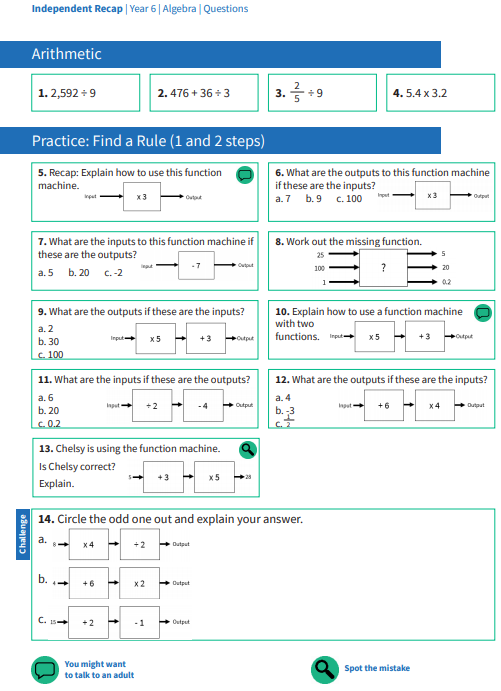 Independent Recap | Year 6 | Algebra | Questions
Arithmetic
1. 2,592 ÷ 9
2. 476 + 36 ÷ 3
3. 2/5 ÷ 9
4. 5.4 x 3.2
Practice: Find a Rule (1 and 2 steps)
5. Recap: Explain how to use this function
machine.
Input x 3 Output
6. What are the outputs to this function machine
if these are the inputs?
a. 7 b. 9 c. 100
Input x 3 Output
7. What are the inputs to this function machine if
these are the outputs?
a. 5 b. 20 c. -2
Input - 7 Output
8. Work out the missing function.
25 5
100 ? 20
1 0.2
9. What are the outputs if these are the inputs?
a. 2
b. 30
c. 100
Input x 5 + 3 Output
10. Explain how to use a function machine
with two
functions.
Input x 5 + 3 Output
11. What are the inputs if these are the outputs?
a. 6
b. 20
c. 0.2
Input ÷ 2 - 4 Output
12. What are the outputs if these are the inputs?
a. 4
b. -3
c. 1/2
Input + 6 x 4 Output
13. Chelsy is using the function machine.
Is Chelsy correct?
Explain.
5 + 3 x 5 28
Challenge
14. Circle the odd one out and explain your answer.
a. 8 x 4 ÷ 2 Output
b. 4 + 6 x 2 Output
c. 15 ÷ 2 - 1 Output
You might want
to talk to an adult
Spot the mistake